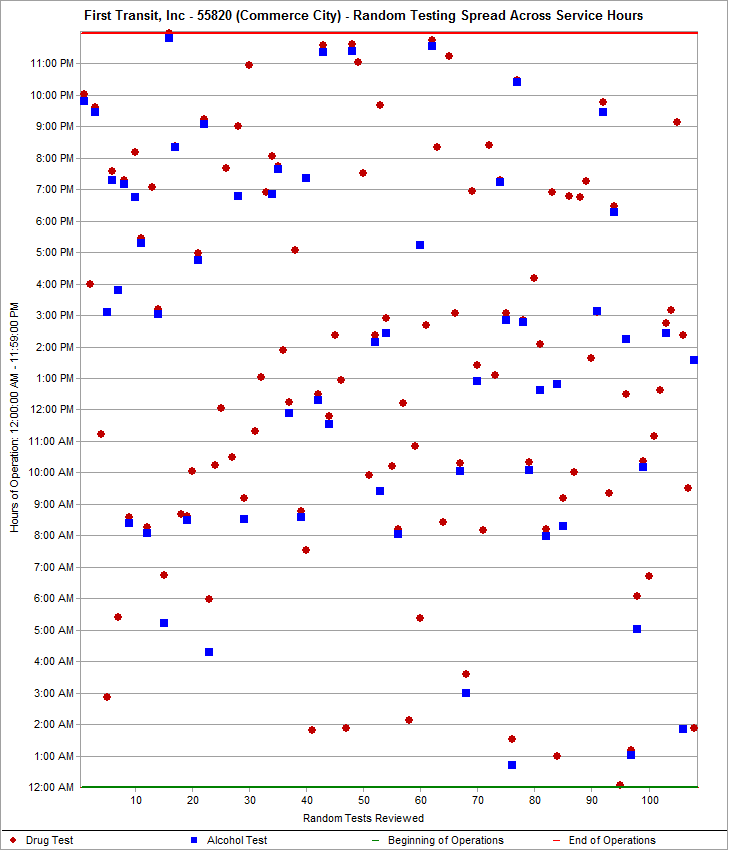 First Transit, Inc - 55820 (Commerce City) - Random Testing Spread Across Service Hours
Hours of Operation: 12:00:00 AM - 11:59:00 PM
11:00 PM
10:00 PM
9:00 PM
8:00 PM
7:00 PM
6:00 PM
5:00 PM
4:00 PM
3:00 PM
2:00 PM
1:00 PM
12:00 PM
11:00 AM
10:00 AM
9:00 AM
8:00 AM
7:00 AM
6:00 AM
5:00 AM
4:00 AM
3:00 AM
2:00 AM
1:00 AM
12:00 AM
10 20 30 40 50 60 70 80 90 100
Random Tests Reviewed
Drug Test Alcohol Test Beginning of Operations End of Operations